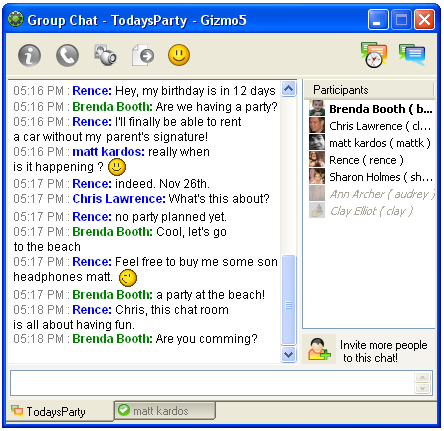 Group Chat - TodaysParty - Gizmo5
05:16 PM : Rence: Hey, my birthday is in 12 days
05:16 PM : Brenda Booth: Are we having a party?
05:16 PM : Rence: I'll finally be able to rent
a car without my parent's signature!
05:16 PM : matt kardos: really when
is it happening ?
05:17 PM : Rence: indeed. Nov 26th.
05:17 PM : Chris Lawrence: What's this about?
05:17 PM : Rence: no party planned yet.
05:17 PM : Brenda Booth: Cool, let's go
to the beach
05:17 PM : Rence: Feel free to buy me some son
headphones matt.
05:17 PM : Brenda Booth: a party at the beach!
05:18 PM : Rence: Chris, this chat room
is all about having fun.
05:18 PM : Brenda Booth: Are you comming?
Participants
Brenda Booth ( b...
Chris Lawrence ( cl...
matt kardos ( mattk )
Rence ( rence )
Sharon Holmes ( sh...
Ann Archer ( audrey )
Clay Elliot ( clay )
Invite more people
to this chat!
TodaysParty
matt kardos